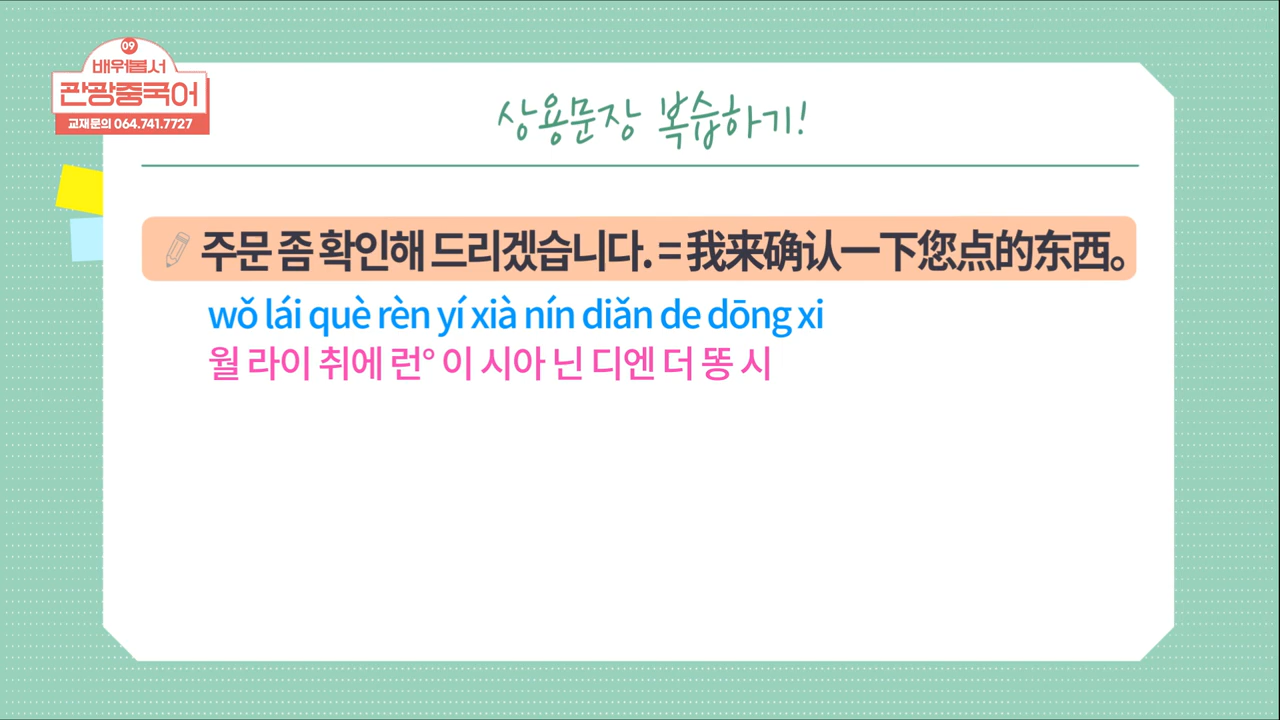 09
배워봅서
관광중국어
교재문의 064.741.7727
상용문장 복습하기!
주문 좀 확인해 드리겠습니다. = 我来确认一下您点的东西。
wǒ lái què rèn yí xià nín diǎn de dōng xi
월 라이 취에 런° 이 시아 닌 디엔 더 똥 시